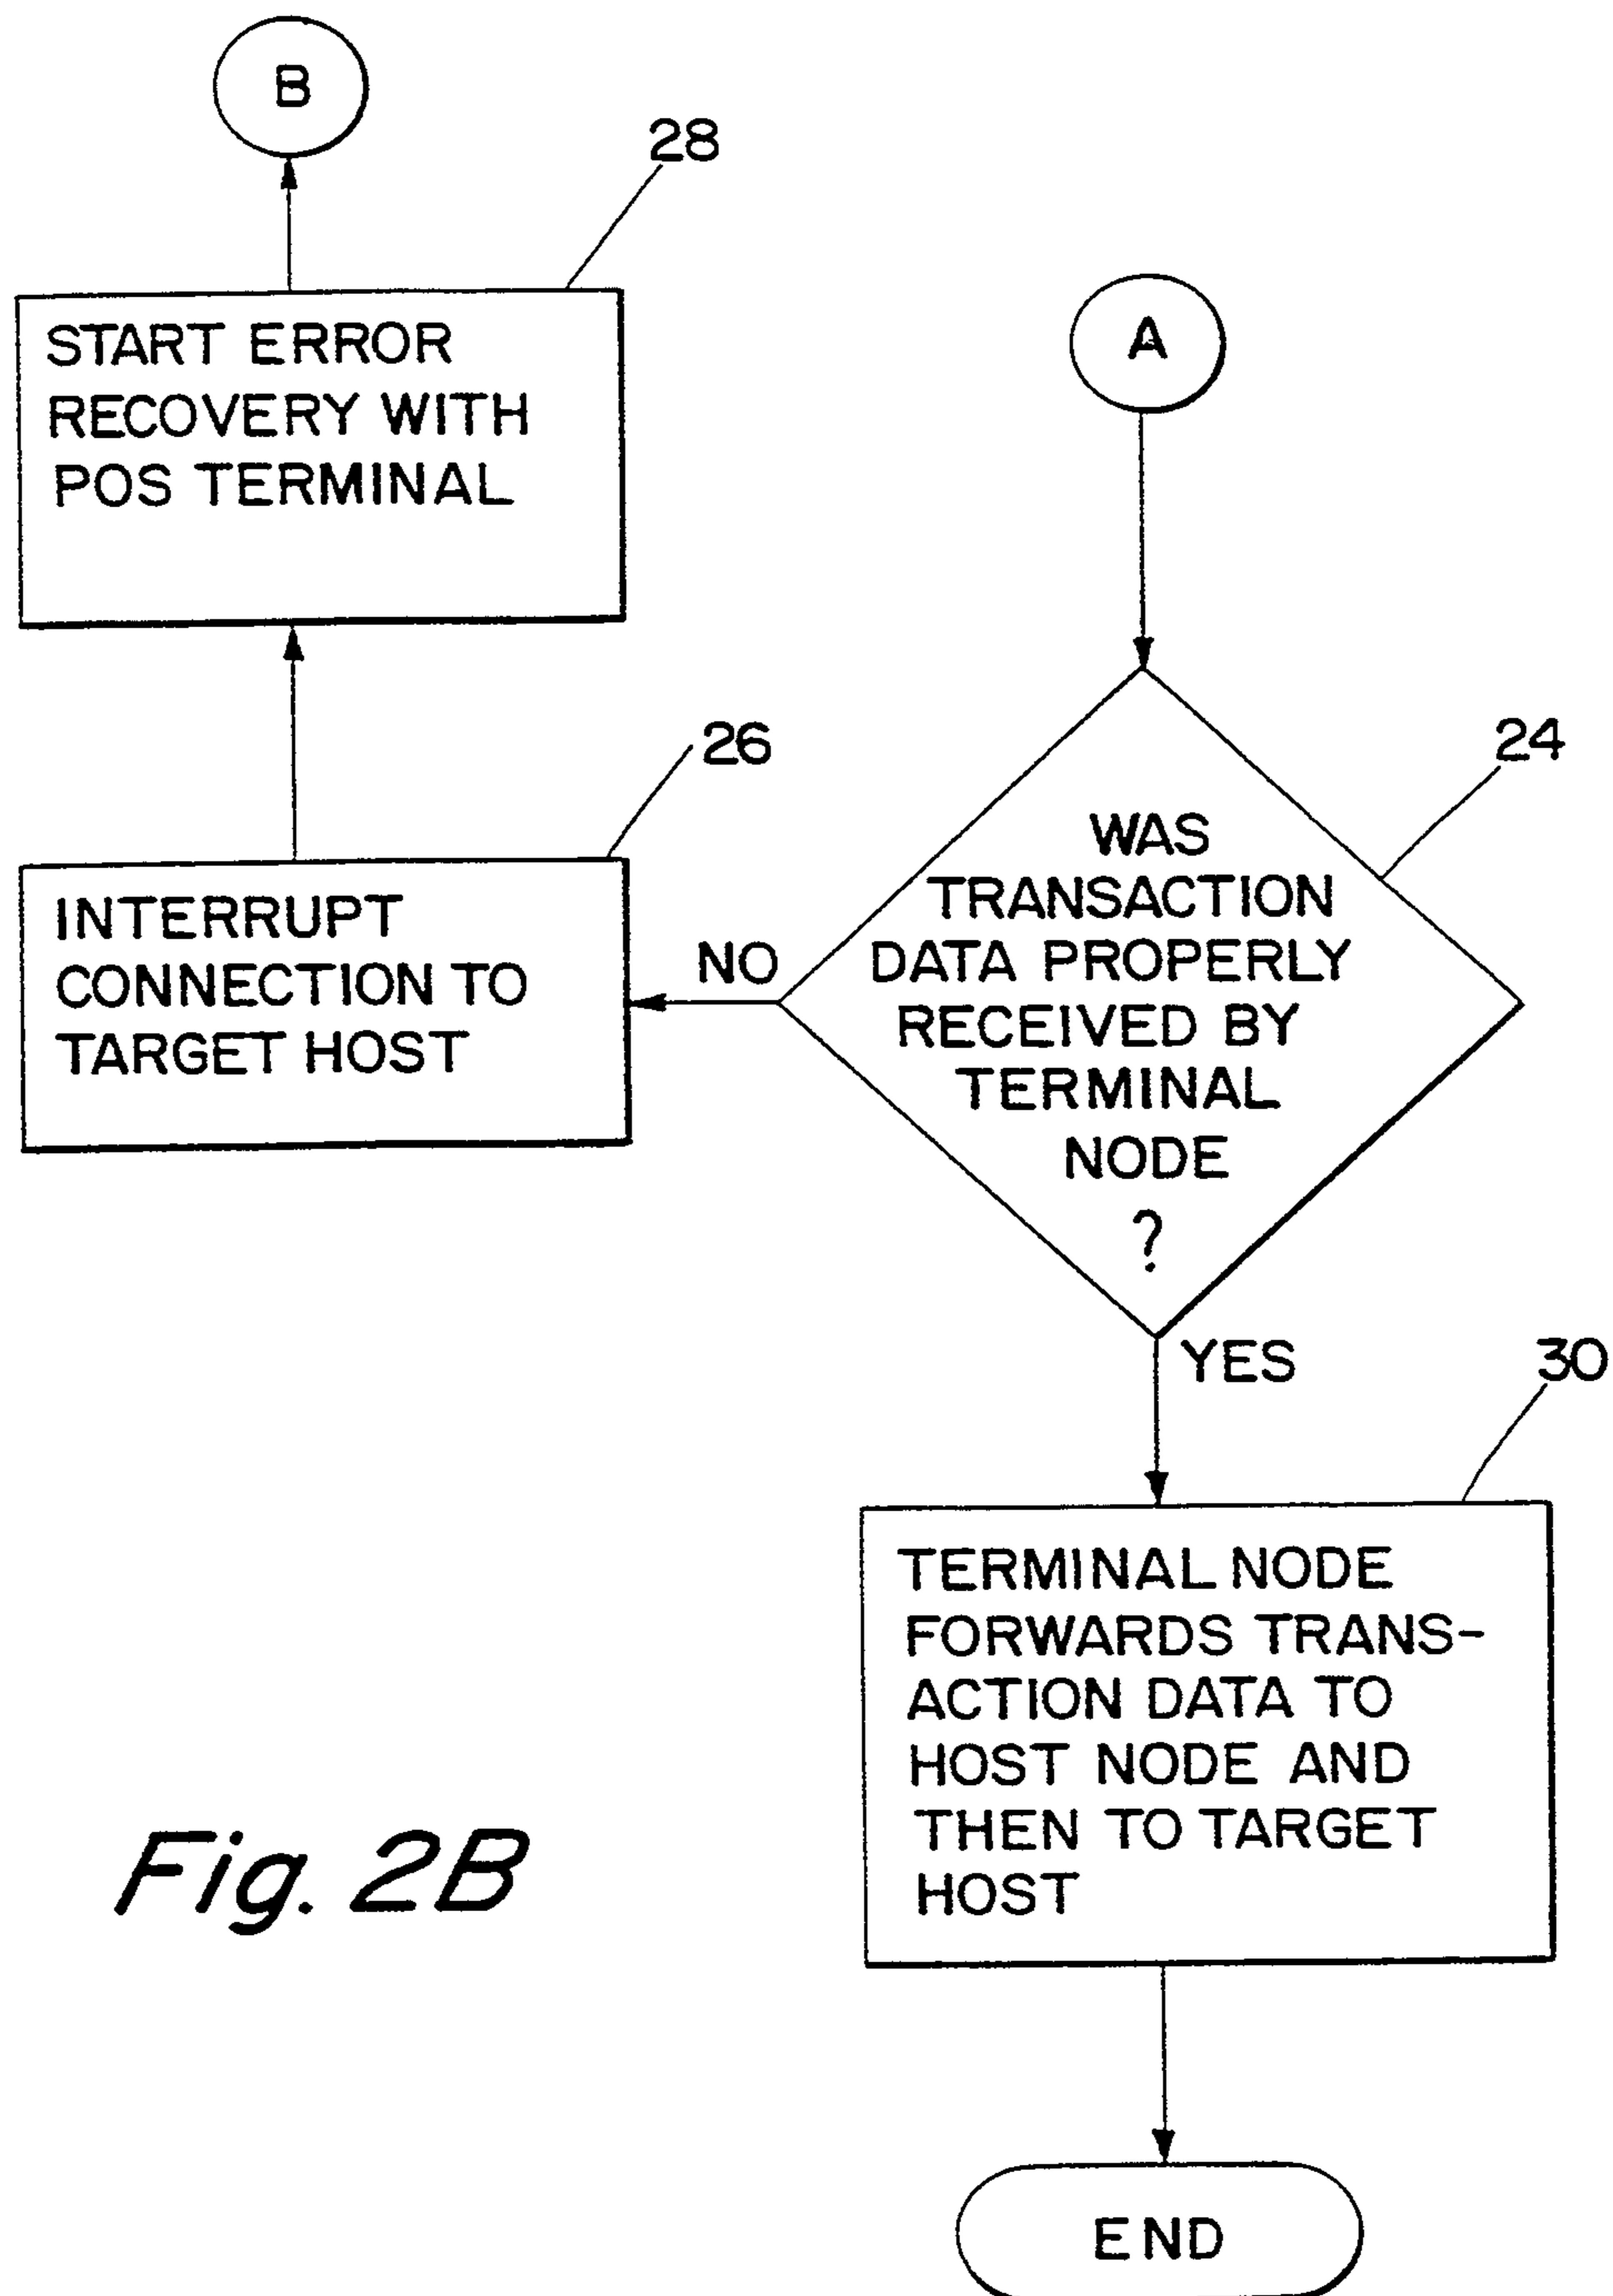 B
28
START ERROR
RECOVERY WITH
POS TERMINAL
A
26
INTERRUPT
CONNECTION TO
TARGET HOST
NO
24
WAS
TRANSACTION
DATA PROPERLY
RECEIVED BY
TERMINAL
NODE
?
YES
30
TERMINAL NODE
FORWARDS TRANS-
ACTION DATA TO
HOST NODE AND
THEN TO TARGET
HOST
Fig. 2B
END